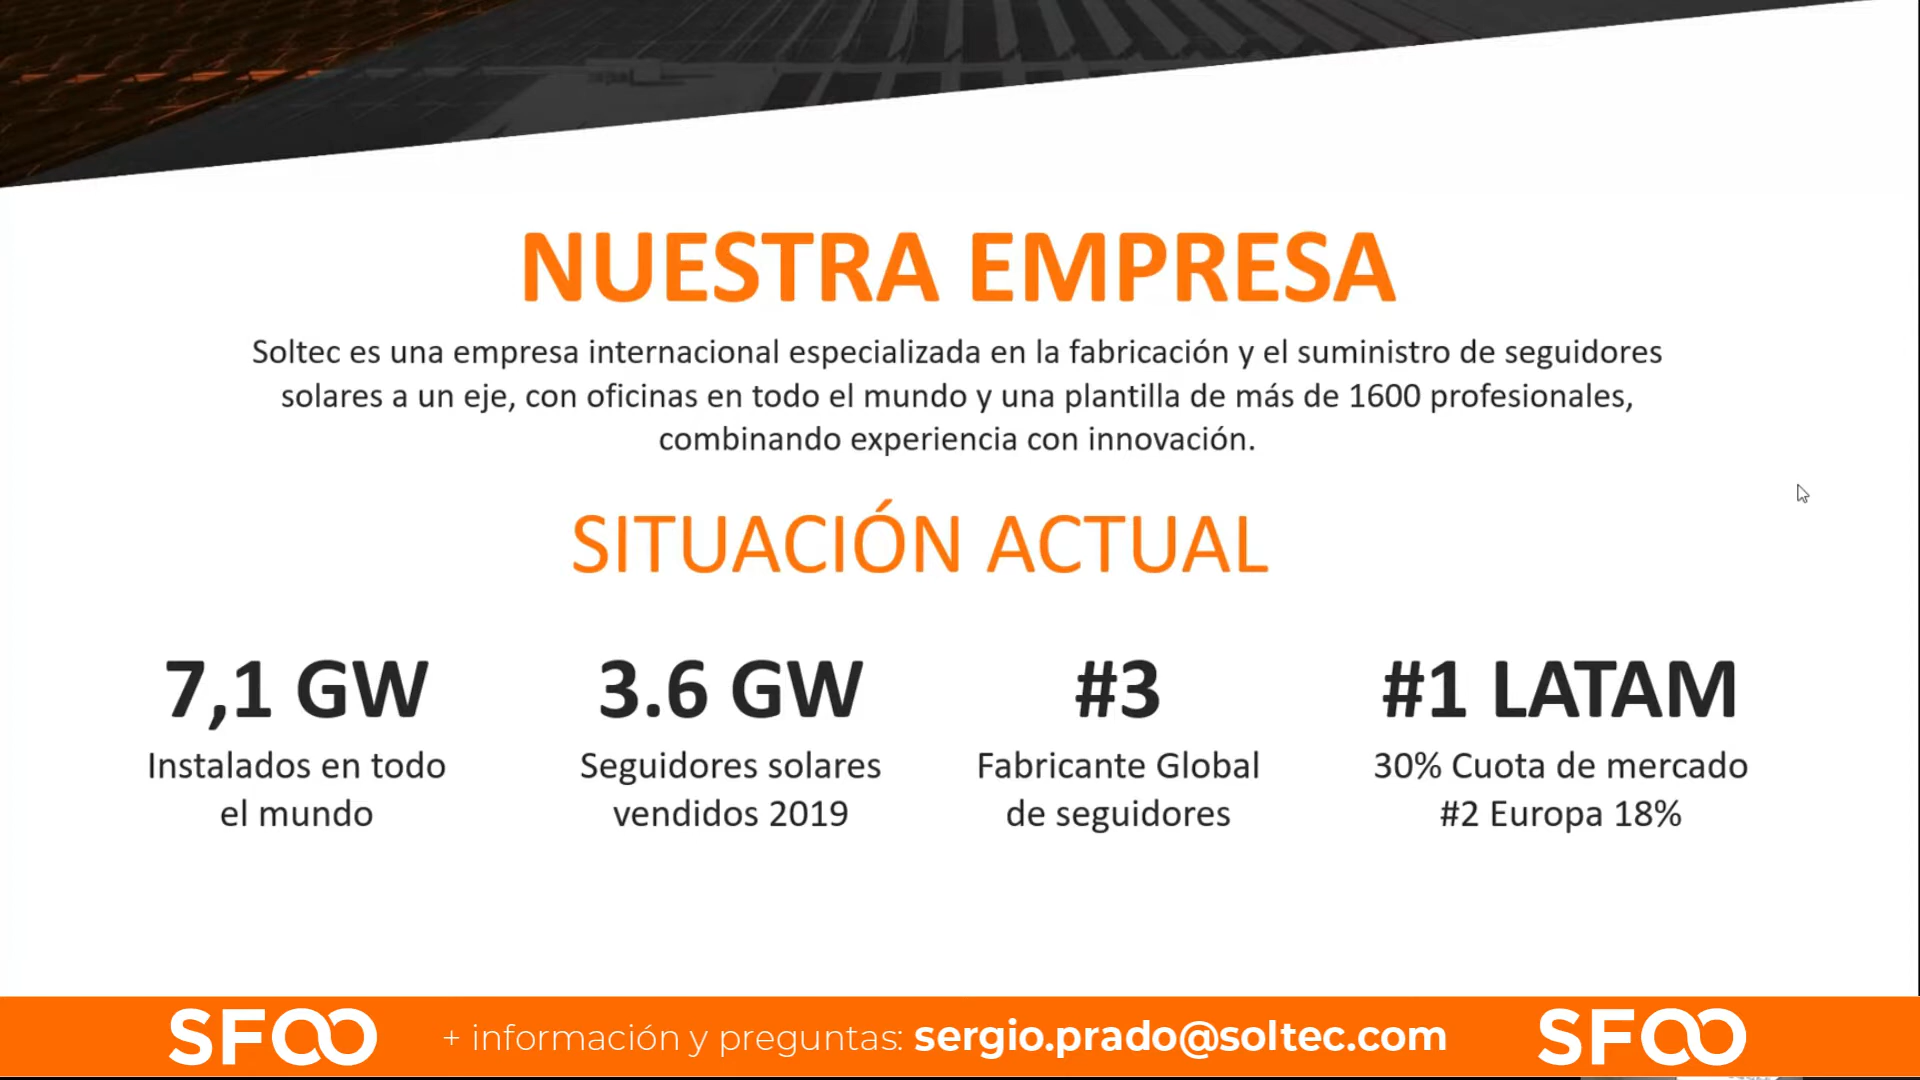 NUESTRA EMPRESA
Soltec es una empresa internacional especializada en la fabricación y el suministro de seguidores
solares a un eje, con oficinas en todo el mundo y una plantilla de más de 1600 profesionales,
combinando experiencia con innovación.
SITUACIÓN ACTUAL
7,1 GW
Instalados en todo
el mundo
3.6 GW
Seguidores solares
vendidos 2019
#3
Fabricante Global
de seguidores
#1 LATAM
30% Cuota de mercado
#2 Europa 18%
SF
+ información y preguntas: sergio.prado@soltec.com
SF